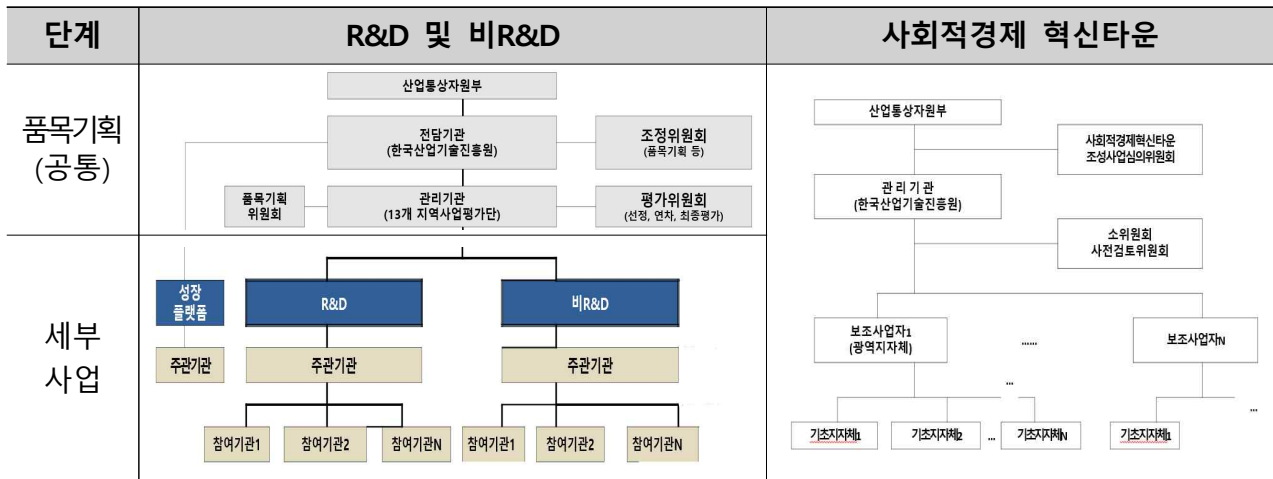 단계
R&D 및 비R&D
사회적경제 혁신타운
품목기획
(공통)
산업통상자원부
전담기관
(한국산업기술진흥원)
조정위원회
(품목기획 등)
품목기획
위원회
관리기관
(13개 지역사업평가단)
평가위원회
(선정, 연차, 최종평가)
세부
사업
성장
플랫폼
R&D
비R&D
주관기관
주관기관
주관기관
참여기관1
참여기관2
참여기관N
참여기관1
참여기관2
참여기관N
산업통상자원부
사회적경제혁신타운
조성사업심의위원회
관 리 기 관
(한국산업기술진흥원)
소위원회
사전검토위원회
보조사업자1
(광역지자체)
......
보조사업자N
...
...
기초지자체1
기초지자체2
...
기초지자체N
기초지자체1